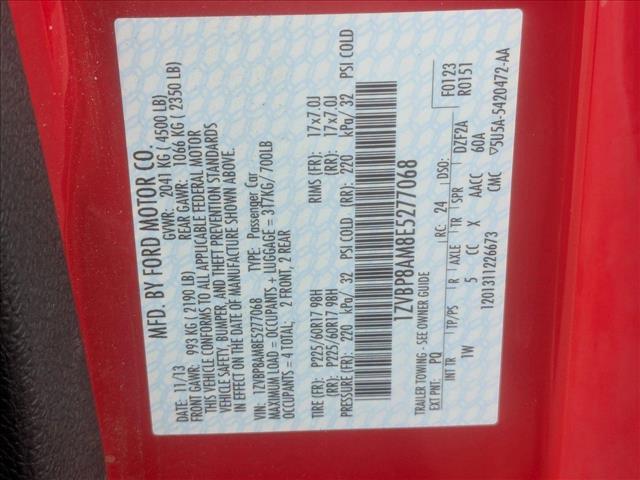 MFD. BY FORD MOTOR CO.
DATE: 11/13 GVWR: 2041 KG ( 4500 LB)
FRONT GAWR: 993 KG ( 2190 LB) REAR GAWR: 1066 KG ( 2350 LB)
THIS VEHICLE CONFORMS TO ALL APPLICABLE FEDERAL MOTOR
VEHICLE SAFETY, BUMPER, AND THEFT PREVENTION STANDARDS
IN EFFECT ON THE DATE OF MANUFACTURE SHOWN ABOVE.
VIN: 1ZVBP8AM8E5277068 TYPE: Passenger Car
MAXIMUM LOAD = OCCUPANTS + LUGGAGE = 317KG/ 700LB
OCCUPANTS = 4 TOTAL: 2 FRONT, 2 REAR
TIRE (FR): P225/60R17 98H RIMS (FR): 17x7.0J
(RR): P225/60R17 98H (RR): 17x7.0J
PRESSURE (FR): 220 kPa/ 32 PSI COLD (RR): 220 kPa/ 32 PSI COLD
1ZVBP8AM8E5277068
TRAILER TOWING - SEE OWNER GUIDE
EXT PNT: PQ RC: 24 DSO: F0123
R0151
INT TR TP/PS R AXLE TR SPR DZF2A
1W 5 CC X AACC 60A
1201311226673 CMC ▽5U5A-5420472-AA